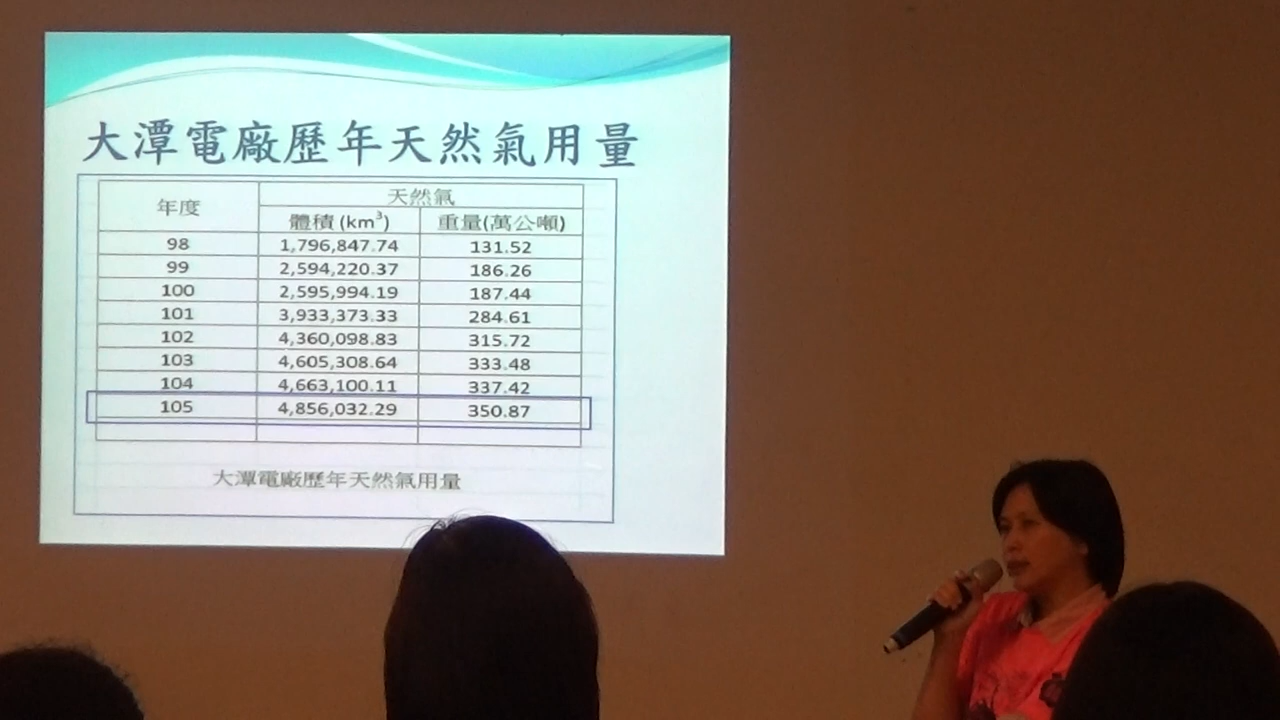 大潭電廠歷年天然氣用量
年度 天然氣
體積(km³) 重量(萬公噸)
98 1,796,847.74 131.52
99 2,594,220.37 186.26
100 2,595,994.19 187.44
101 3,933,373.33 284.61
102 4,360,098.83 315.72
103 4,605,308.64 333.48
104 4,663,100.11 337.42
105 4,856,032.29 350.87
大潭電廠歷年天然氣用量